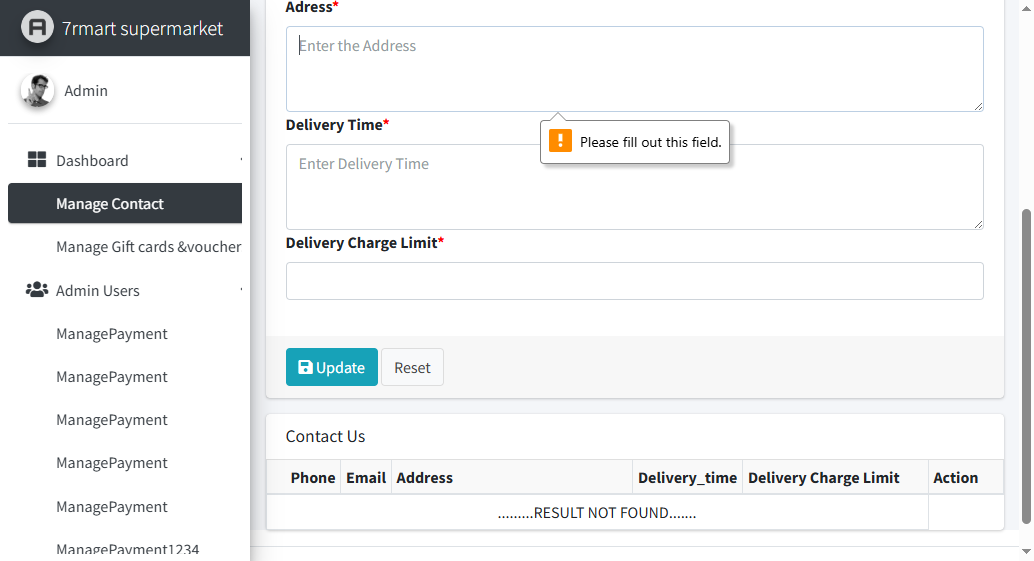 7rmart supermarket
Admin
Dashboard
Manage Contact
Manage Gift cards &voucher
Admin Users
ManagePayment
ManagePayment
ManagePayment
ManagePayment
ManagePayment
ManagePayment1234
Adress*
Enter the Address
Please fill out this field.
Delivery Time*
Enter Delivery Time
Delivery Charge Limit*
Update Reset
Contact Us
Phone Email Address Delivery_time Delivery Charge Limit Action
.........RESULT NOT FOUND.......